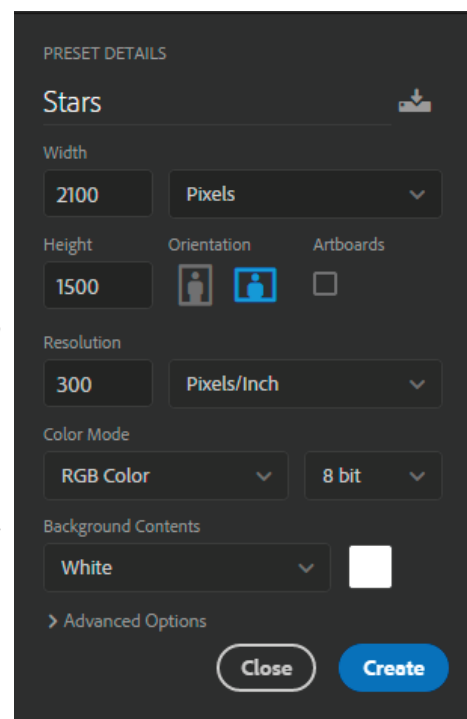 PRESET DETAILS
Stars
Width
2100 Pixels
Height Orientation Artboards
1500
Resolution
300 Pixels/Inch
Color Mode
RGB Color 8 bit
Background Contents
White
Advanced Options
Close Create